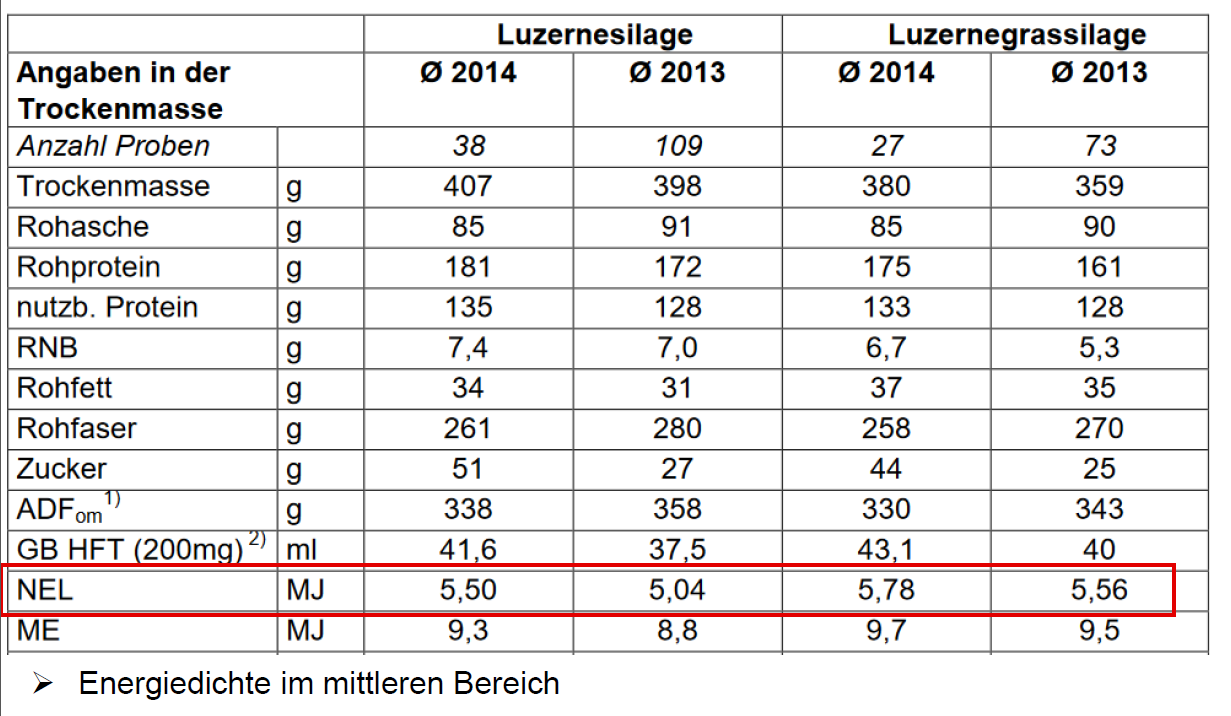 Luzernesilage Luzernegrassilage
Angaben in der Ø 2014 Ø 2013 Ø 2014 Ø 2013
Trockenmasse
Anzahl Proben 38 109 27 73
Trockenmasse g 407 398 380 359
Rohasche g 85 91 85 90
Rohprotein g 181 172 175 161
nutzb. Protein g 135 128 133 128
RNB g 7,4 7,0 6,7 5,3
Rohfett g 34 31 37 35
Rohfaser g 261 280 258 270
Zucker g 51 27 44 25
ADFom1) g 338 358 330 343
GB HFT (200mg)2) ml 41,6 37,5 43,1 40
NEL MJ 5,50 5,04 5,78 5,56
ME MJ 9,3 8,8 9,7 9,5
➢ Energiedichte im mittleren Bereich